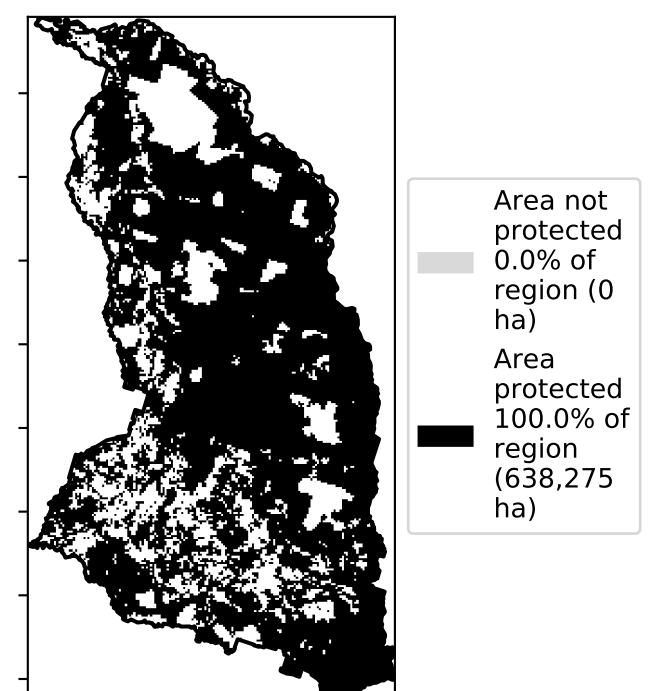 Area not
protected
0.0% of
region (0
ha)
Area
protected
100.0% of
region
(638,275
ha)